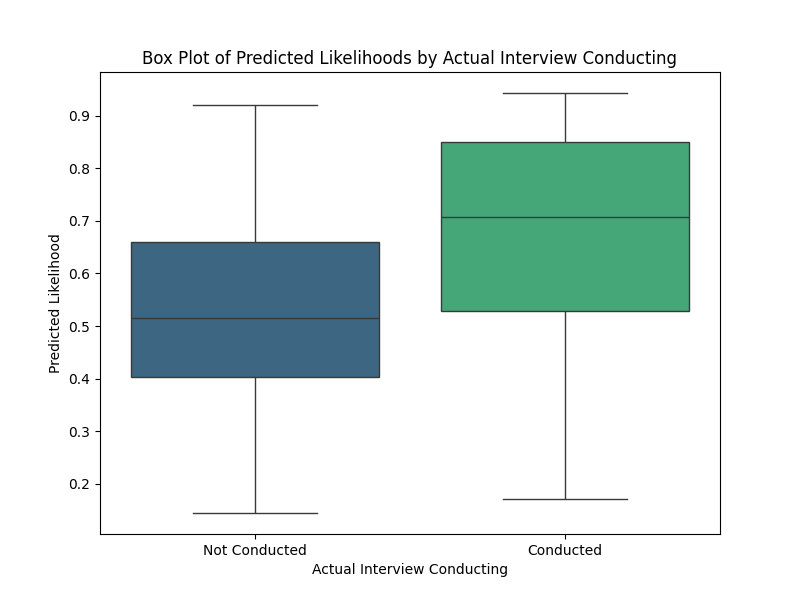 Box Plot of Predicted Likelihoods by Actual Interview Conducting
Predicted Likelihood
0.9
0.8
0.7
0.6
0.5
0.4
0.3
0.2
Not Conducted
Conducted
Actual Interview Conducting